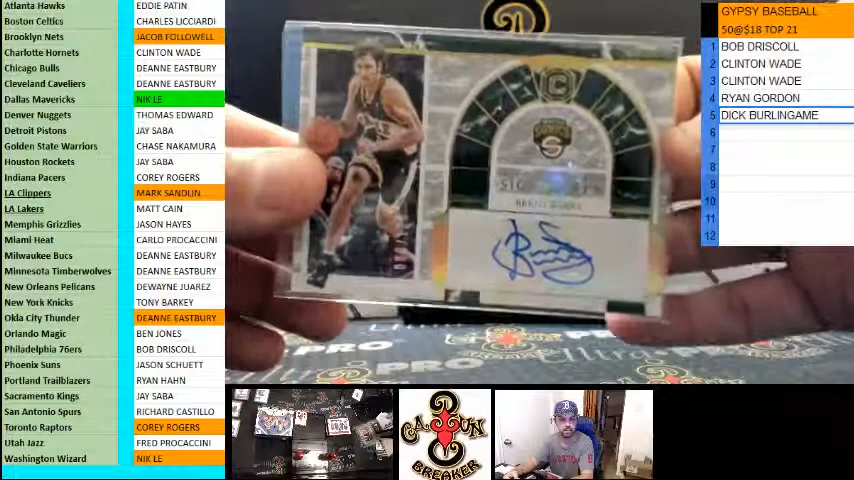 Atlanta Hawks EDDIE PATIN
Boston Celtics CHARLES LICCIARDI
Brooklyn Nets JACOB FOLLOWELL
Charlotte Hornets CLINTON WADE
Chicago Bulls DEANNE EASTBURY
Cleveland Cavaliers DEANNE EASTBURY
Dallas Mavericks NIK LE
Denver Nuggets THOMAS EDWARD
Detroit Pistons JAY SABA
Golden State Warriors CHASE NAKAMURA
Houston Rockets JAY SABA
Indiana Pacers COREY ROGERS
LA Clippers MARK SANDLIN
LA Lakers MATT CAIN
Memphis Grizzlies JASON HAYES
Miami Heat CARLO PROCACCINI
Milwaukee Bucs DEANNE EASTBURY
Minnesota Timberwolves DEANNE EASTBURY
New Orleans Pelicans DEWAYNE JUAREZ
New York Knicks TONY BARKEY
Okla City Thunder DEANNE EASTBURY
Orlando Magic BEN JONES
Philadelphia 76ers BOB DRISCOLL
Phoenix Suns JASON SCHUETT
Portland Trailblazers RYAN HAHN
Sacramento Kings JAY SABA
San Antonio Spurs RICHARD CASTILLO
Toronto Raptors COREY ROGERS
Utah Jazz FRED PROCACCINI
Washington Wizard NIK LE
GYPSY BASEBALL
50@$18 TOP 21
1 BOB DRISCOLL
2 CLINTON WADE
3 CLINTON WADE
4 RYAN GORDON
5 DICK BURLINGAME
6
7
8
9
10
11
12
PRO
PRO
CAJUN
BREAKER